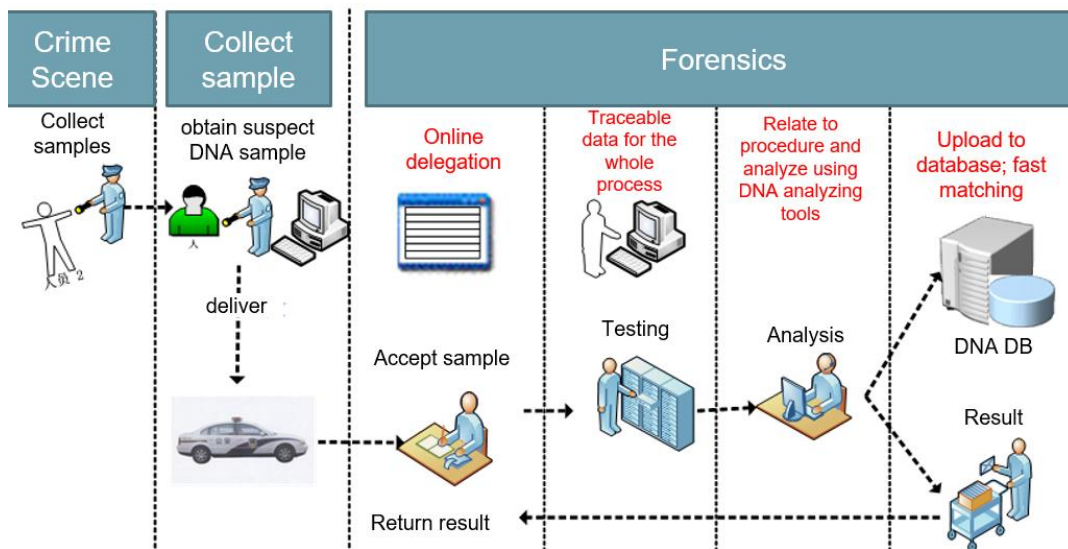 Crime
Scene
Collect
sample
Forensics
Collect
samples
obtain suspect
DNA sample
Online
delegation
Traceable
data for the
whole
process
Relate to
procedure and
analyze using
DNA analyzing
tools
Upload to
database; fast
matching
人员 2
人
deliver
Accept sample
Testing
Analysis
DNA DB
Result
Return result